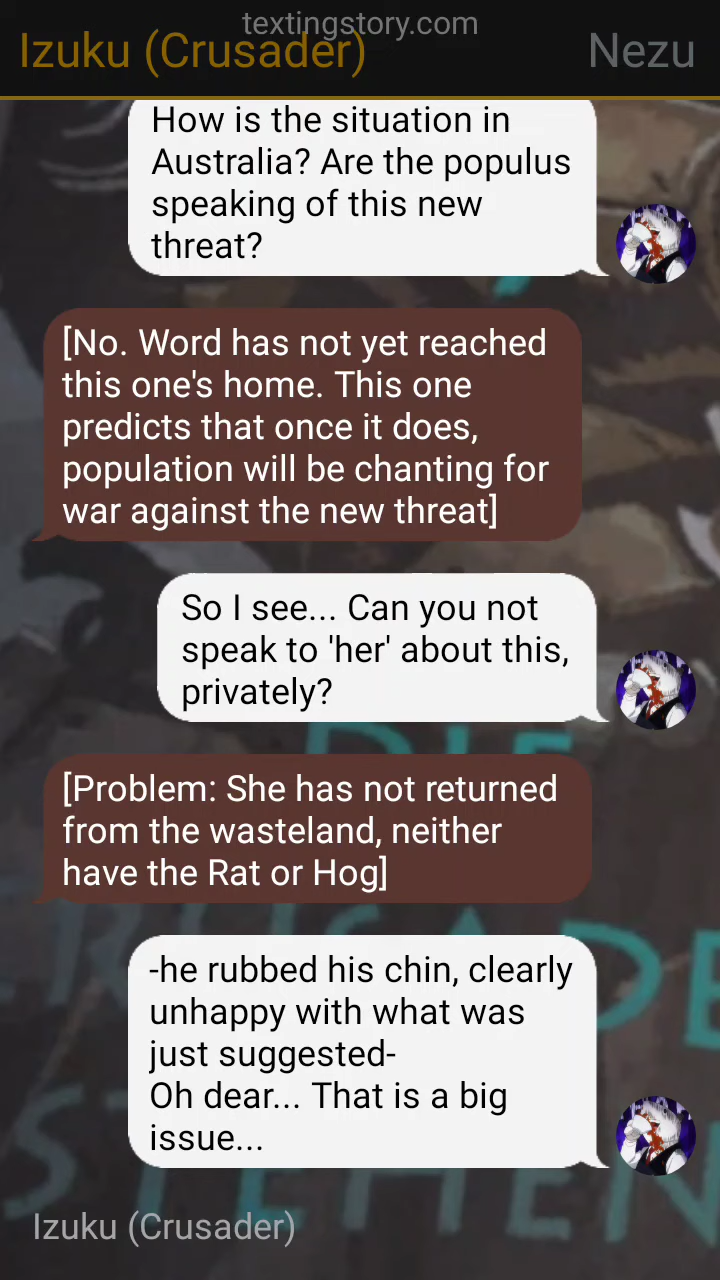 textingstory.com
Izuku (Crusader)
Nezu
How is the situation in
Australia? Are the populus
speaking of this new
threat?
[No. Word has not yet reached
this one's home. This one
predicts that once it does,
population will be chanting for
war against the new threat]
So I see... Can you not
speak to 'her' about this,
privately?
[Problem: She has not returned
from the wasteland, neither
have the Rat or Hog]
-he rubbed his chin, clearly
unhappy with what was
just suggested-
Oh dear... That is a big
issue...
Izuku (Crusader)